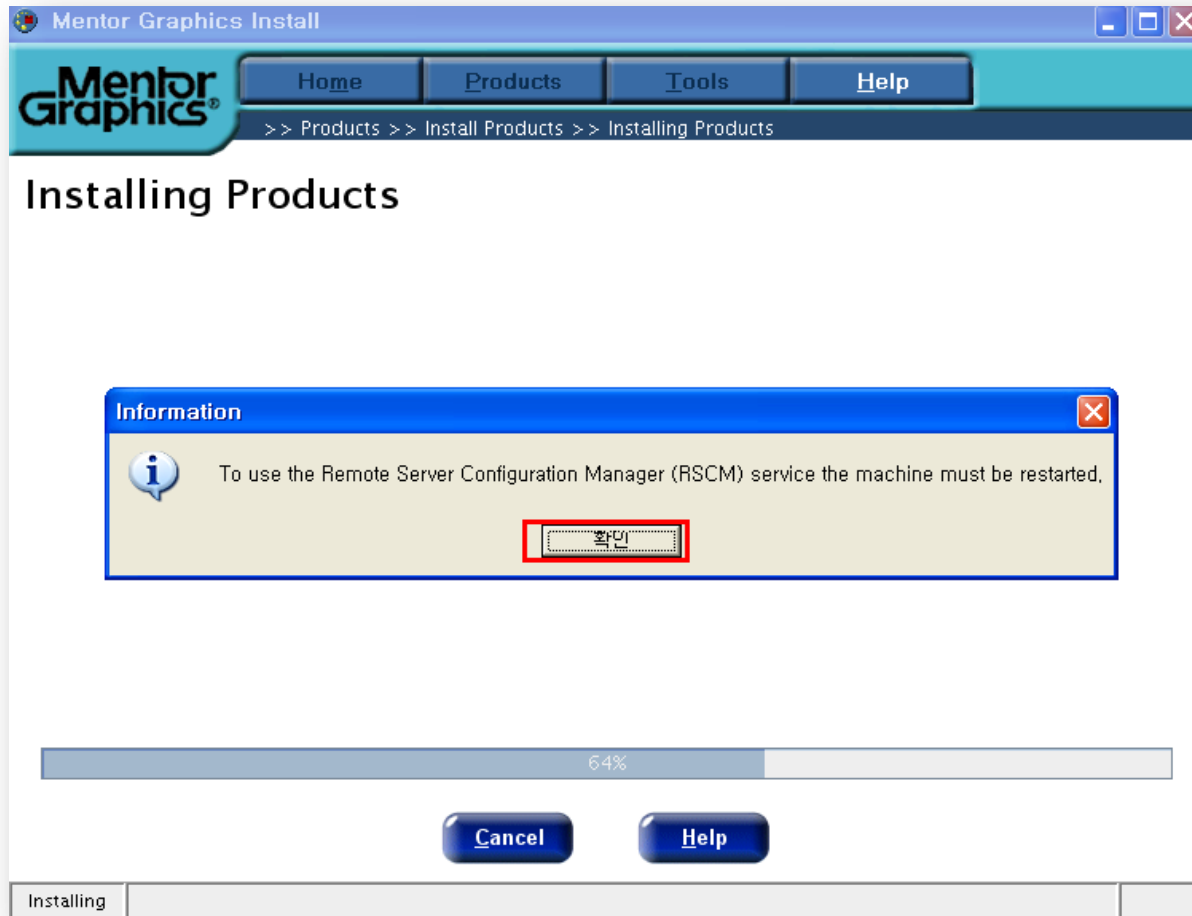 Mentor Graphics Install
Mentor Graphics®
Home Products Tools Help
>> Products >> Install Products >> Installing Products
Installing Products
Information
To use the Remote Server Configuration Manager (RSCM) service the machine must be restarted.
확인
64%
Cancel Help
Installing